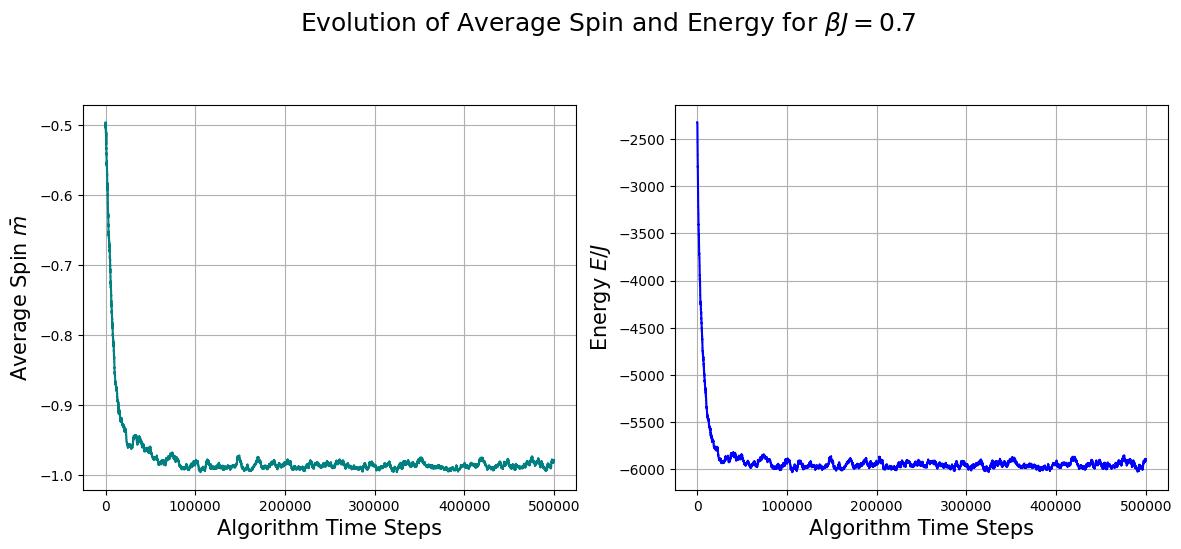 Evolution of Average Spin and Energy for βJ = 0.7
Average Spin m̄
−0.5
−0.6
−0.7
−0.8
−0.9
−1.0
0 100000 200000 300000 400000 500000
Algorithm Time Steps
Energy E/J
−2500
−3000
−3500
−4000
−4500
−5000
−5500
−6000
0 100000 200000 300000 400000 500000
Algorithm Time Steps